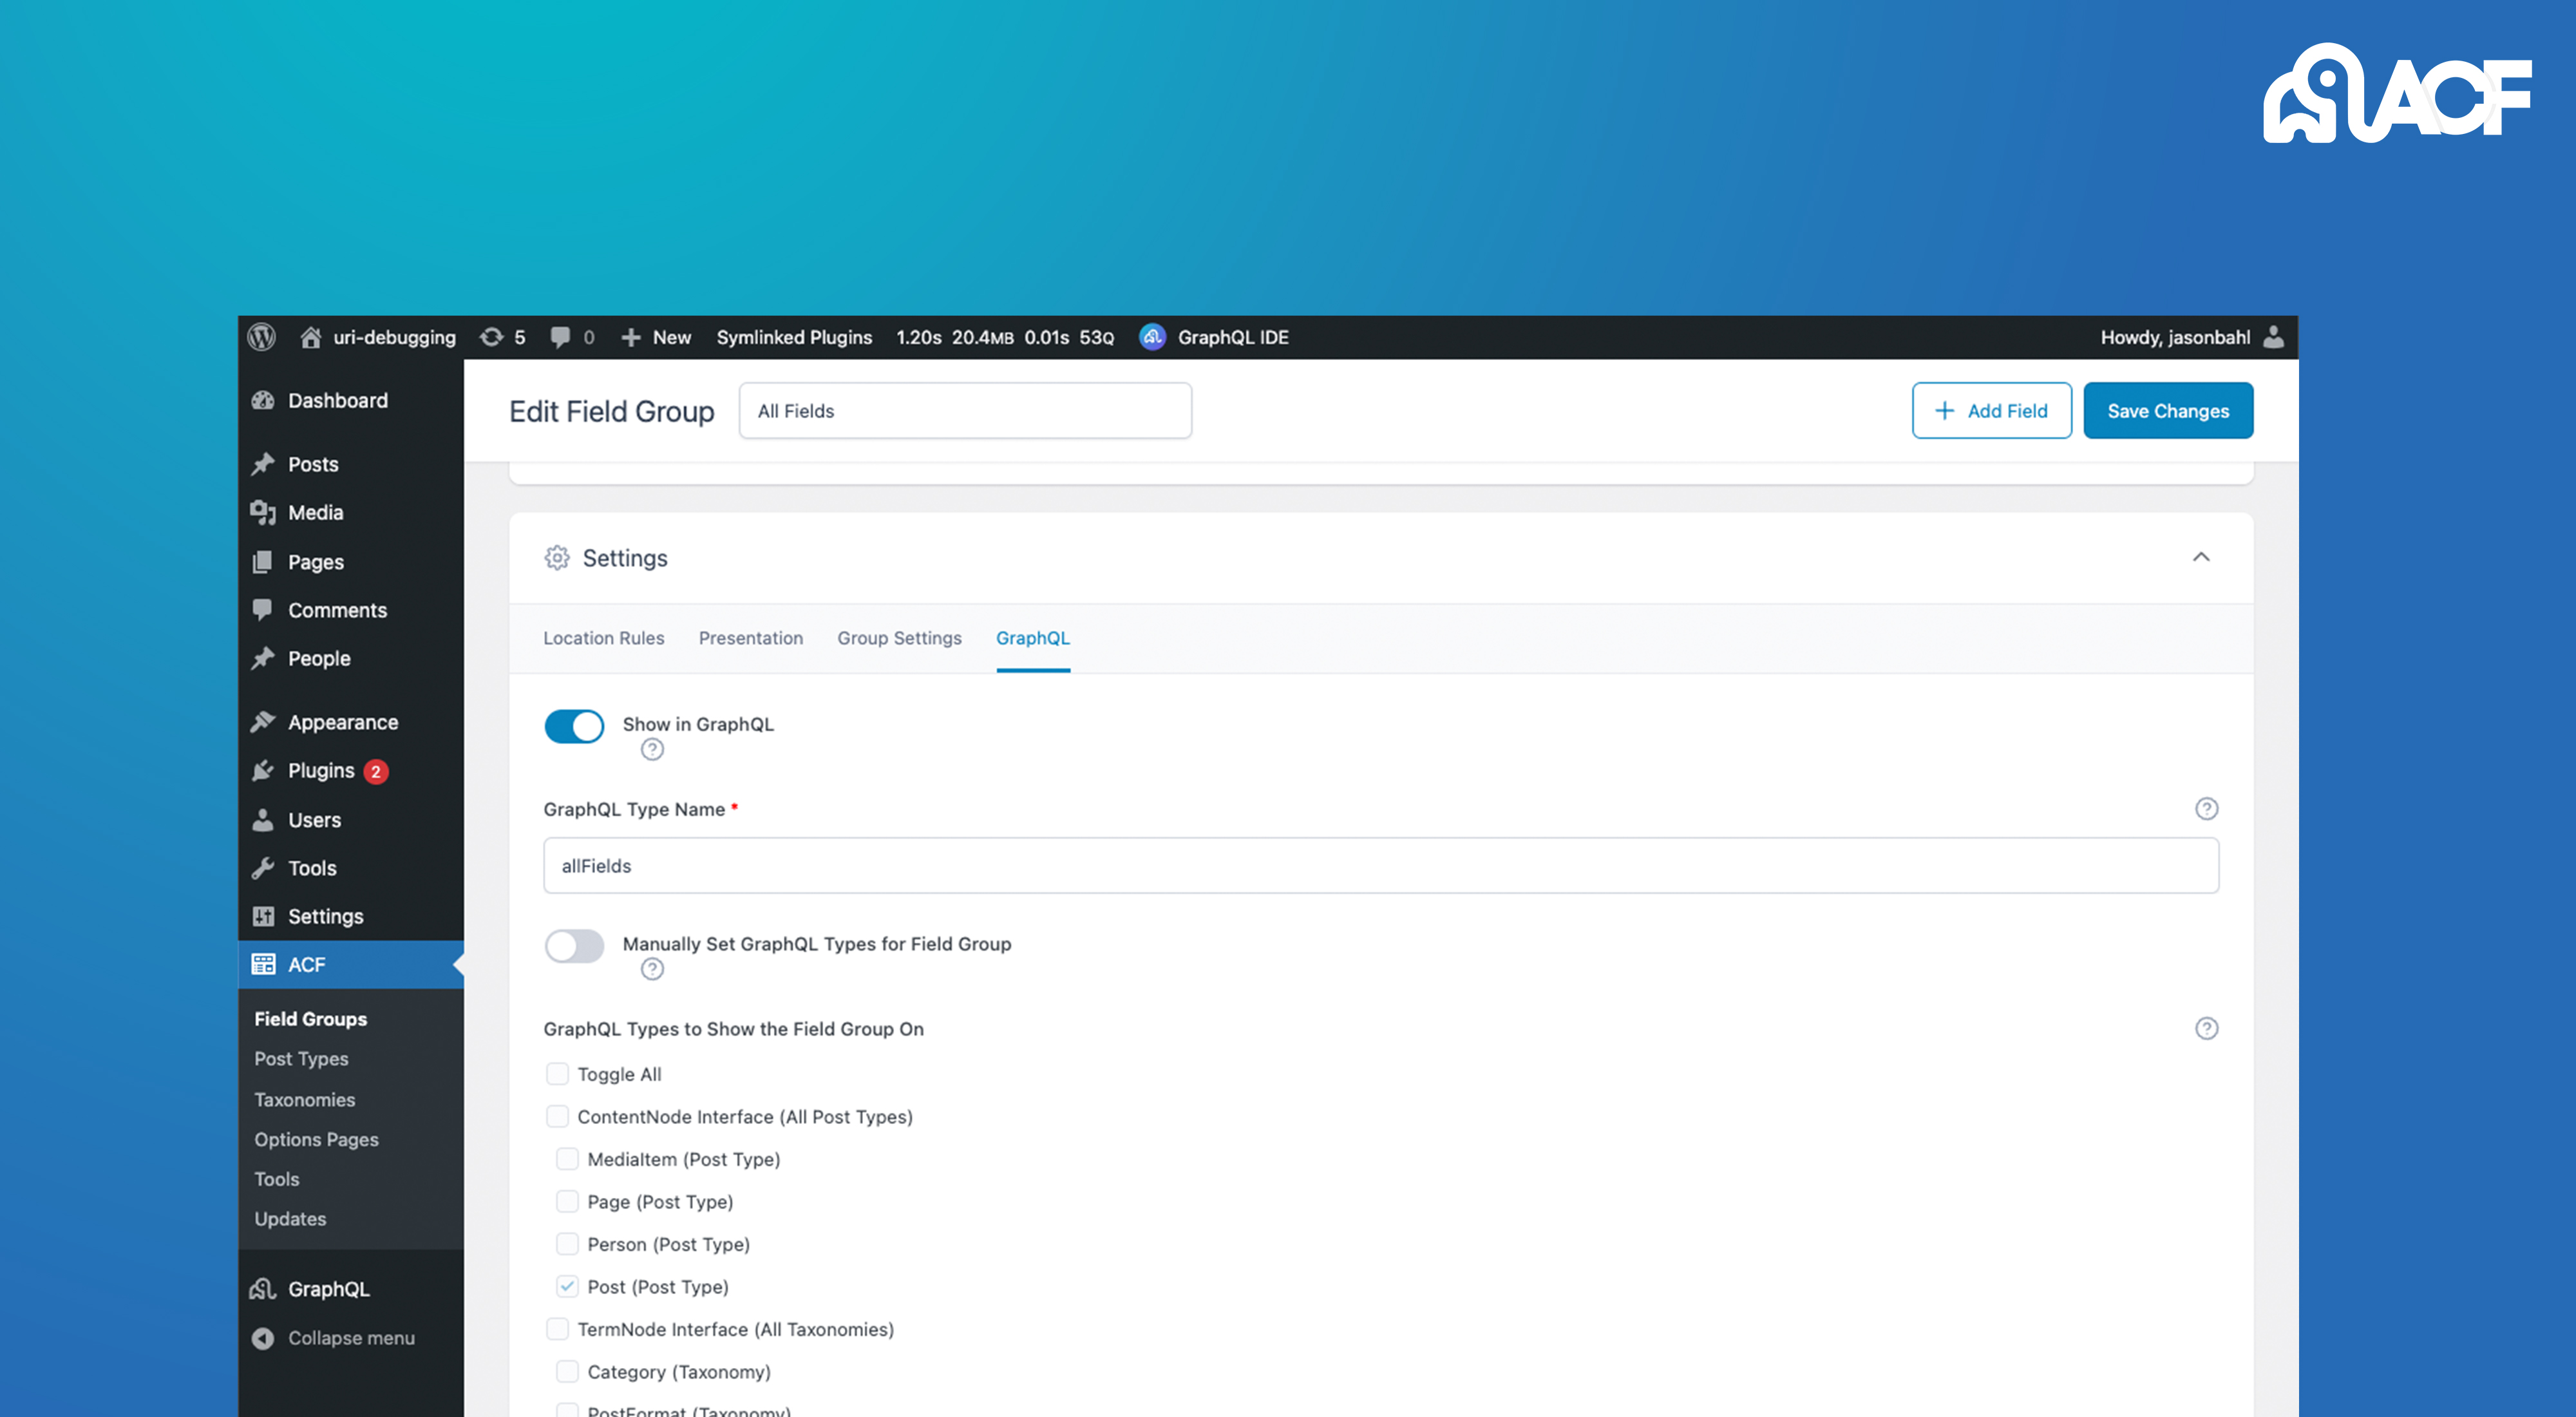 ACF
uri-debugging 5 0 New Symlinked Plugins 1.20s 20.4MB 0.01s 53Q GraphQL IDE Howdy, jasonbahl
Dashboard
Posts
Media
Pages
Comments
People
Appearance
Plugins 2
Users
Tools
Settings
ACF
Field Groups
Post Types
Taxonomies
Options Pages
Tools
Updates
GraphQL
Collapse menu
Edit Field Group All Fields Add Field Save Changes
Settings
Location Rules Presentation Group Settings GraphQL
Show in GraphQL
?
GraphQL Type Name * ?
allFields
Manually Set GraphQL Types for Field Group
?
GraphQL Types to Show the Field Group On ?
Toggle All
ContentNode Interface (All Post Types)
MediaItem (Post Type)
Page (Post Type)
Person (Post Type)
Post (Post Type)
TermNode Interface (All Taxonomies)
Category (Taxonomy)
PostFormat (Taxonomy)